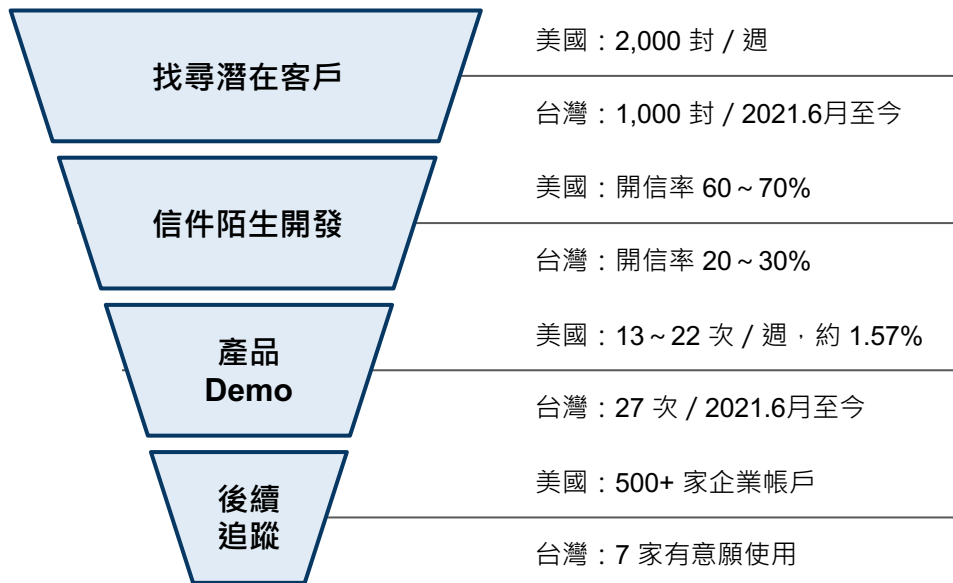 找尋潛在客戶
美國：2,000 封 / 週
台灣：1,000 封 / 2021.6月至今
信件陌生開發
美國：開信率 60～70%
台灣：開信率 20～30%
產品
Demo
美國：13～22 次 / 週，約 1.57%
台灣：27 次 / 2021.6月至今
後續
追蹤
美國：500+ 家企業帳戶
台灣：7 家有意願使用